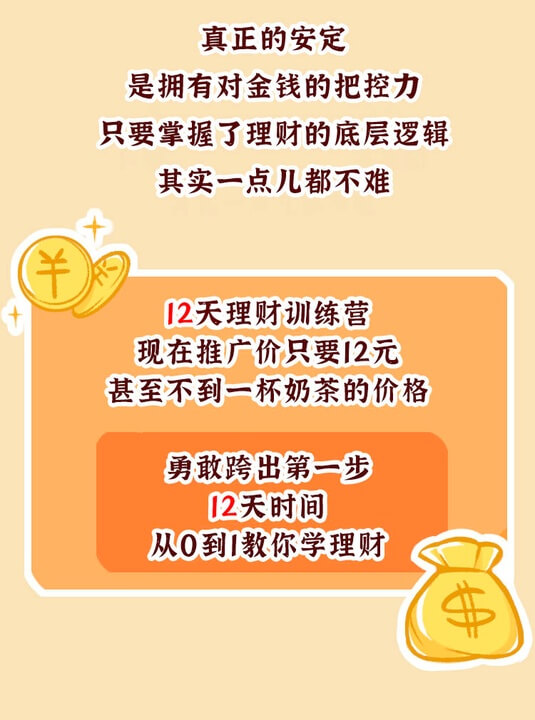 真正的安定
是拥有对金钱的把控力
只要掌握了理财的底层逻辑
其实一点儿都不难
12天理财训练营
现在推广价只要12元
甚至不到一杯奶茶的价格
勇敢跨出第一步
12天时间
从0到1教你学理财